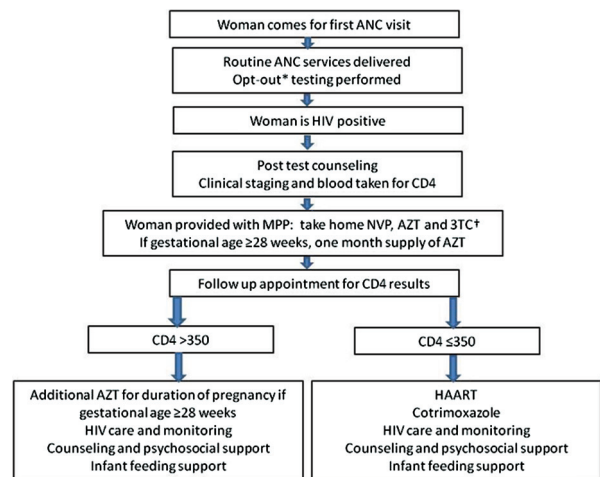 Woman comes for first ANC visit
Routine ANC services delivered
Opt-out* testing performed
Woman is HIV positive
Post test counseling
Clinical staging and blood taken for CD4
Woman provided with MPP: take home NVP, AZT and 3TC†
If gestational age ≥28 weeks, one month supply of AZT
Follow up appointment for CD4 results
CD4 >350
CD4 ≤350
Additional AZT for duration of pregnancy if
gestational age ≥28 weeks
HIV care and monitoring
Counseling and psychosocial support
Infant feeding support
HAART
Cotrimoxazole
HIV care and monitoring
Counseling and psychosocial support
Infant feeding support